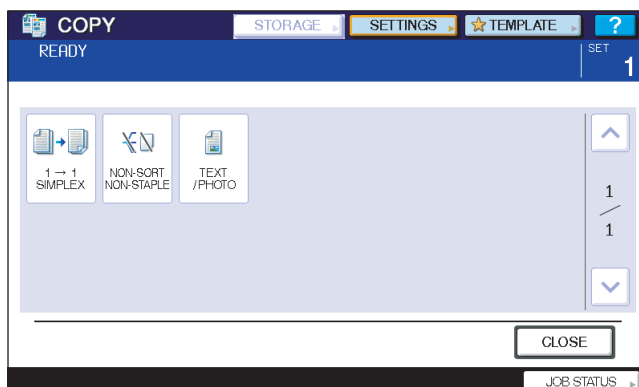 COPY
STORAGE
SETTINGS
TEMPLATE
?
READY
SET
1
1 → 1
SIMPLEX
NON-SORT
NON-STAPLE
TEXT
/PHOTO
1
1
CLOSE
JOB STATUS